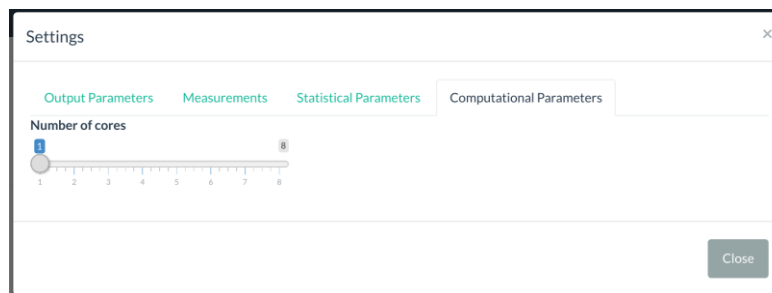 Settings
×
Output Parameters Measurements Statistical Parameters Computational Parameters
Number of cores
1 8
1 2 3 4 5 6 7 8
Close